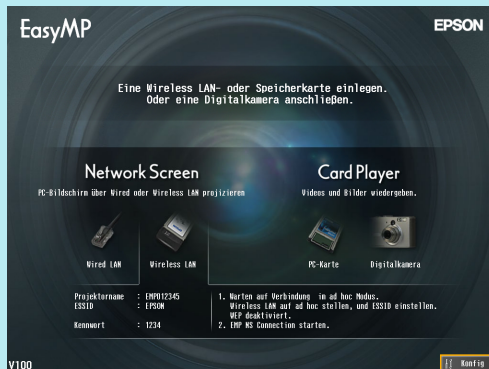 EasyMP
EPSON
Eine Wireless LAN- oder Speicherkarte einlegen.
Oder eine Digitalkamera anschließen.
Network Screen
PC-Bildschirm über Wired oder Wireless LAN projizieren
Wired LAN
Wireless LAN
Card Player
Videos und Bilder wiedergeben.
PC-Karte
Digitalkamera
Projektorname : EMP012345
ESSID : EPSON
Kennwort : 1234
1. Warten auf Verbindung im ad hoc Modus.
Wireless LAN auf ad hoc stellen, und ESSID einstellen.
WEP deaktiviert.
2. EMP NS Connection starten.
V100
Konfig